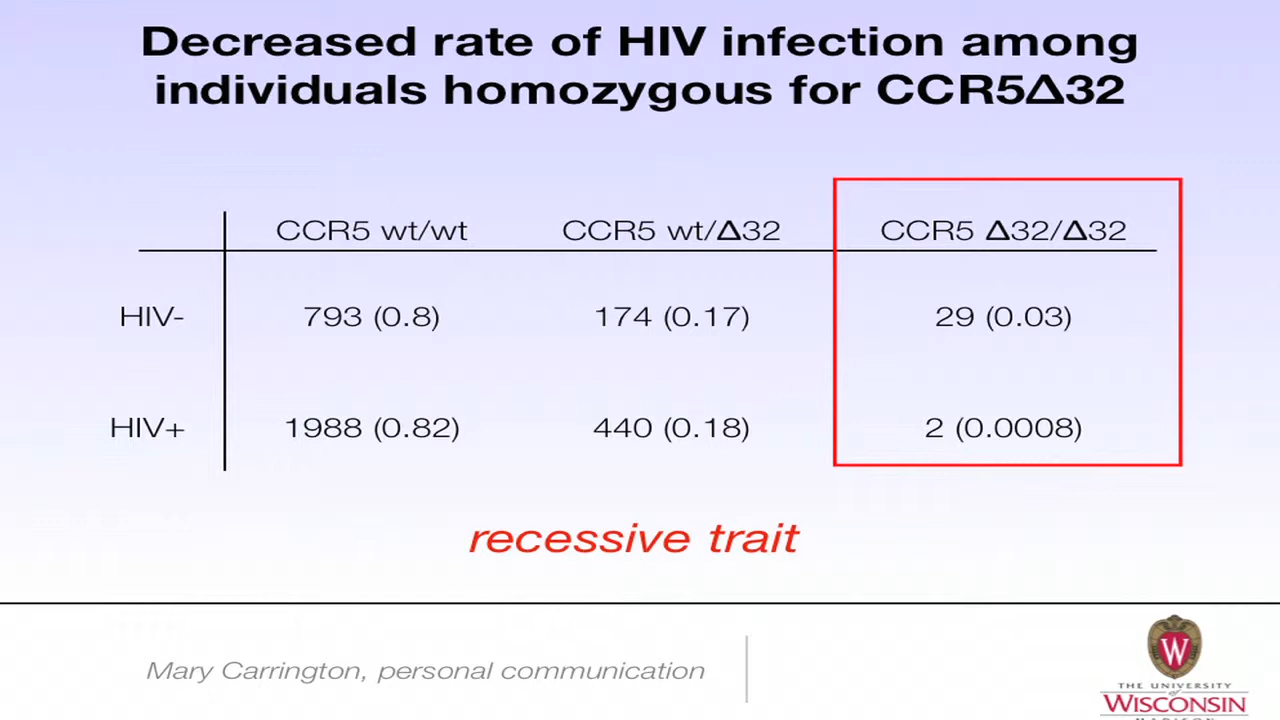 Decreased rate of HIV infection among
individuals homozygous for CCR5Δ32
CCR5 wt/wt CCR5 wt/Δ32 CCR5 Δ32/Δ32
HIV- 793 (0.8) 174 (0.17) 29 (0.03)
HIV+ 1988 (0.82) 440 (0.18) 2 (0.0008)
recessive trait
Mary Carrington, personal communication
W
THE UNIVERSITY
of
WISCONSIN
MADISON